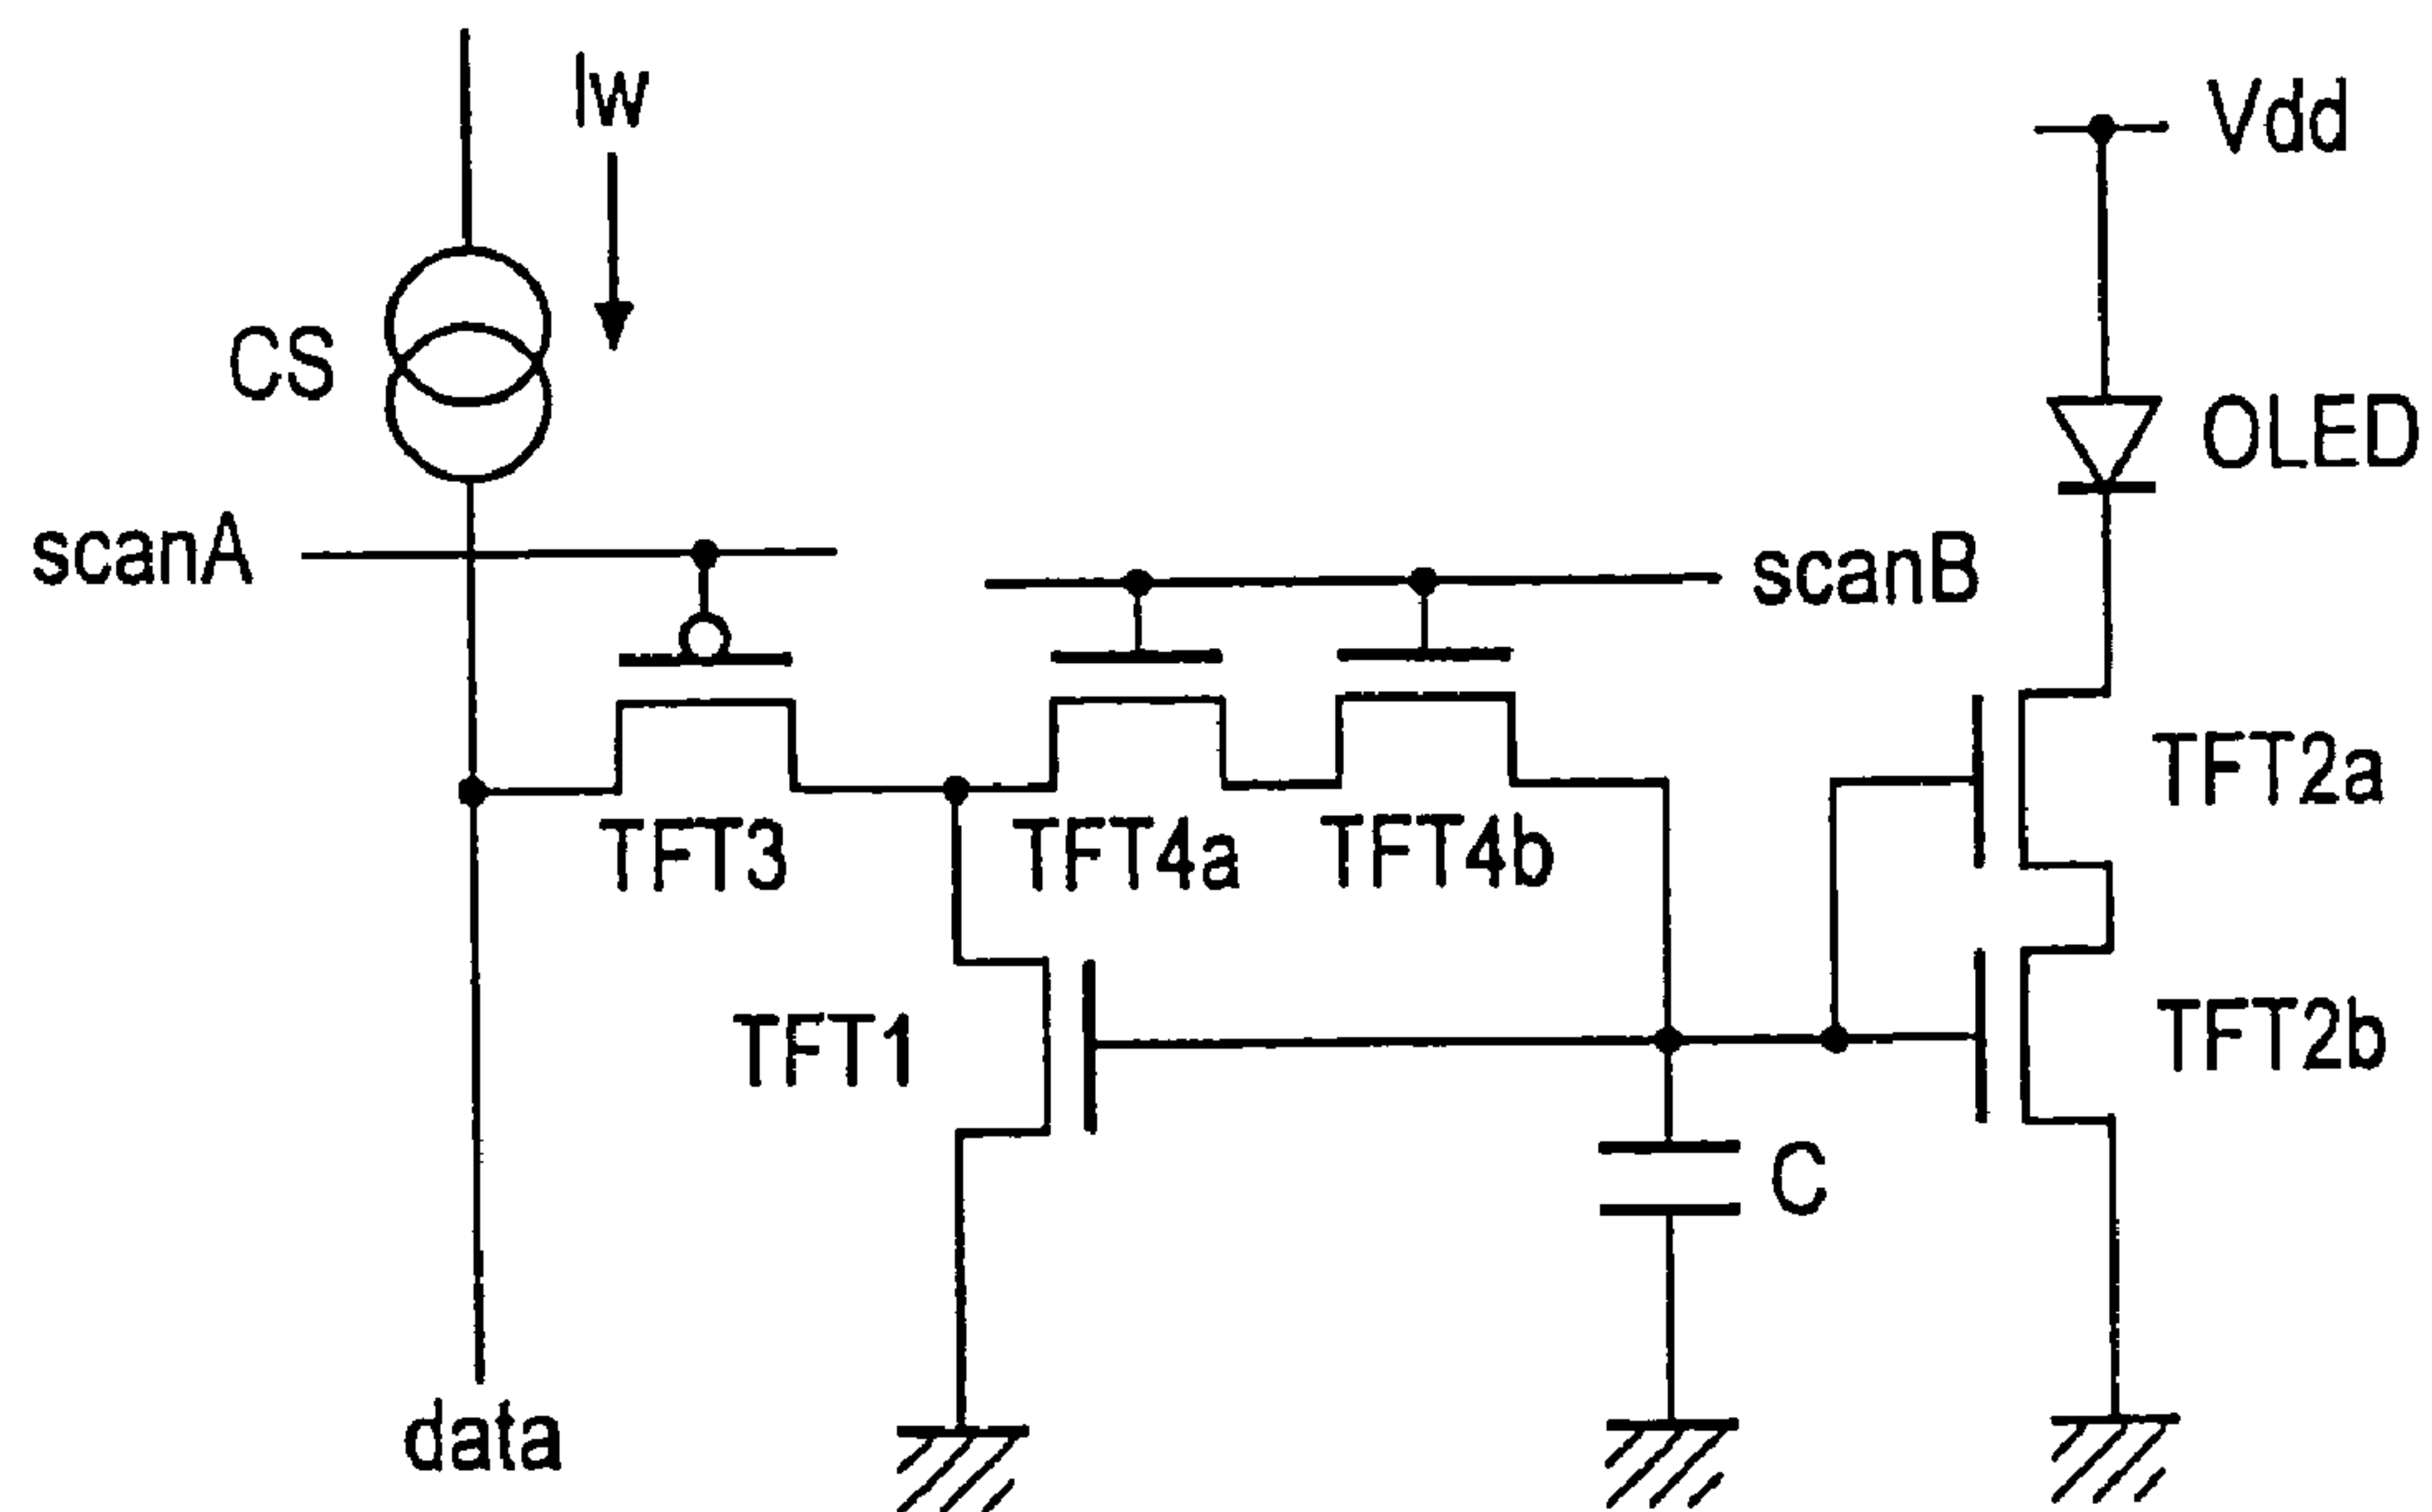 Iw
Vdd
CS
OLED
scanA
scanB
TFT2a
TFT3
TFT4a
TFT4b
TFT1
TFT2b
C
data